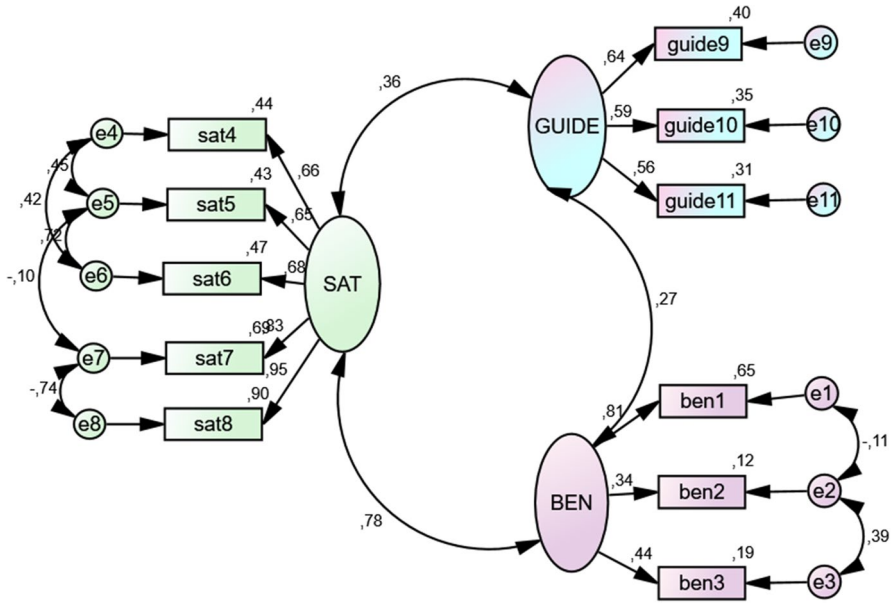 ,40
guide9
e9
,64
,36
,35
GUIDE
,59
guide10
e10
,44
e4
sat4
,56
,31
guide11
e11
,45
,66
,43
,42
e5
sat5
,65
,72
,47
-,10
e6
sat6
,68
SAT
,27
,69
,83
e7
sat7
,95
,65
-,74
,90
ben1
e1
e8
sat8
,81
-,11
,12
BEN
,34
ben2
e2
,78
,39
,44
,19
ben3
e3